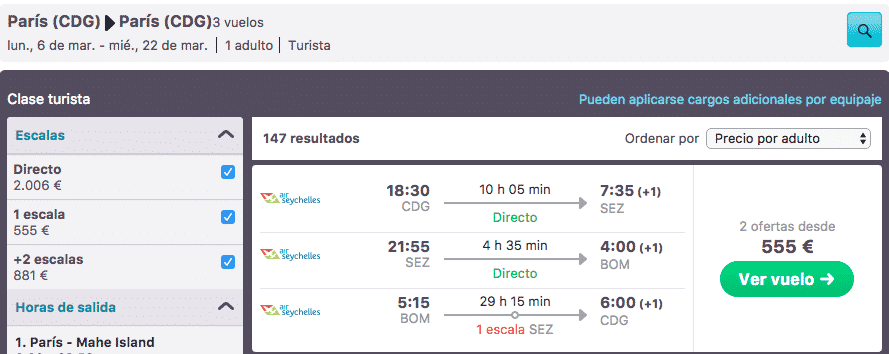 París (CDG) París (CDG) 3 vuelos
lun., 6 de mar. - mié., 22 de mar. | 1 adulto | Turista
Clase turista
Pueden aplicarse cargos adicionales por equipaje
Escalas
Directo
2.006 €
1 escala
555 €
+2 escalas
881 €
Horas de salida
1. París - Mahe Island
147 resultados
Ordenar por Precio por adulto
air seychelles
18:30
CDG
10 h 05 min
Directo
7:35 (+1)
SEZ
air seychelles
21:55
SEZ
4 h 35 min
Directo
4:00 (+1)
BOM
air seychelles
5:15
BOM
29 h 15 min
1 escala SEZ
6:00 (+1)
CDG
2 ofertas desde
555 €
Ver vuelo →